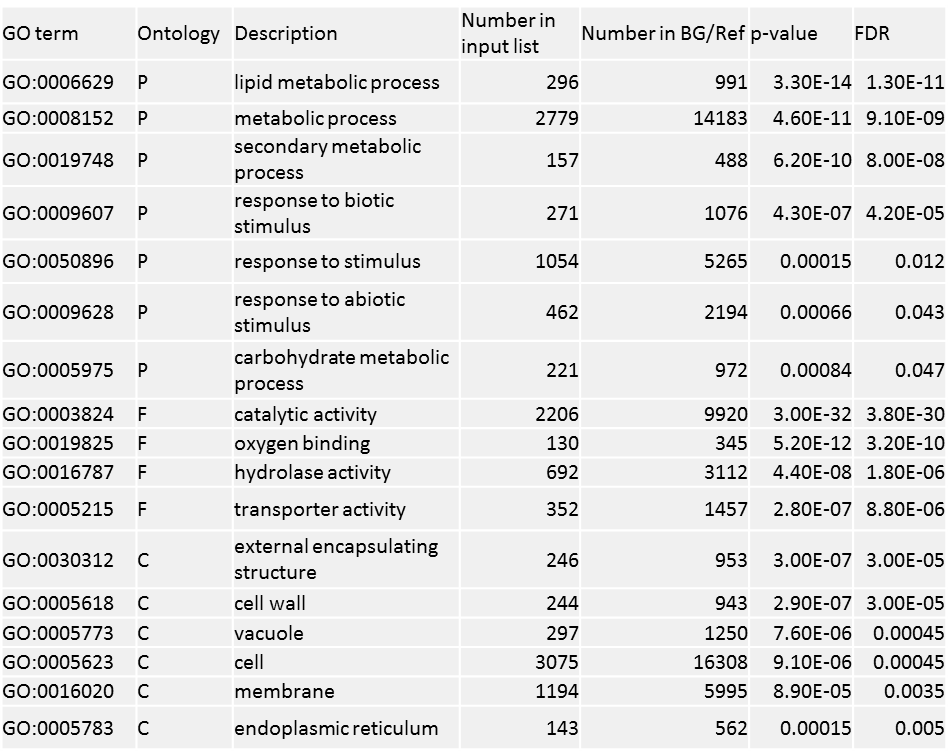 GO term Ontology Description Number in input list Number in BG/Ref p-value FDR
GO:0006629 P lipid metabolic process 296 991 3.30E-14 1.30E-11
GO:0008152 P metabolic process 2779 14183 4.60E-11 9.10E-09
GO:0019748 P secondary metabolic process 157 488 6.20E-10 8.00E-08
GO:0009607 P response to biotic stimulus 271 1076 4.30E-07 4.20E-05
GO:0050896 P response to stimulus 1054 5265 0.00015 0.012
GO:0009628 P response to abiotic stimulus 462 2194 0.00066 0.043
GO:0005975 P carbohydrate metabolic process 221 972 0.00084 0.047
GO:0003824 F catalytic activity 2206 9920 3.00E-32 3.80E-30
GO:0019825 F oxygen binding 130 345 5.20E-12 3.20E-10
GO:0016787 F hydrolase activity 692 3112 4.40E-08 1.80E-06
GO:0005215 F transporter activity 352 1457 2.80E-07 8.80E-06
GO:0030312 C external encapsulating structure 246 953 3.00E-07 3.00E-05
GO:0005618 C cell wall 244 943 2.90E-07 3.00E-05
GO:0005773 C vacuole 297 1250 7.60E-06 0.00045
GO:0005623 C cell 3075 16308 9.10E-06 0.00045
GO:0016020 C membrane 1194 5995 8.90E-05 0.0035
GO:0005783 C endoplasmic reticulum 143 562 0.00015 0.005